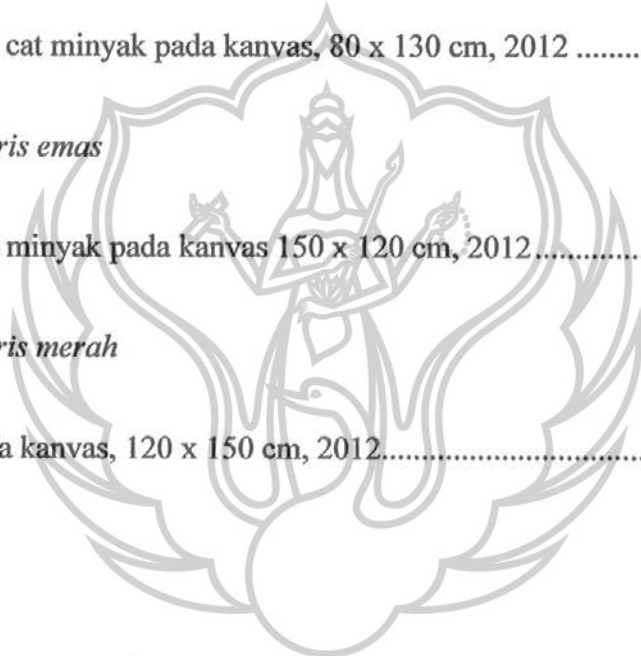 cat minyak pada kanvas, 80 x 130 cm, 2012 ........
ris emas
minyak pada kanvas 150 x 120 cm, 2012.............
ris merah
a kanvas, 120 x 150 cm, 2012.................................